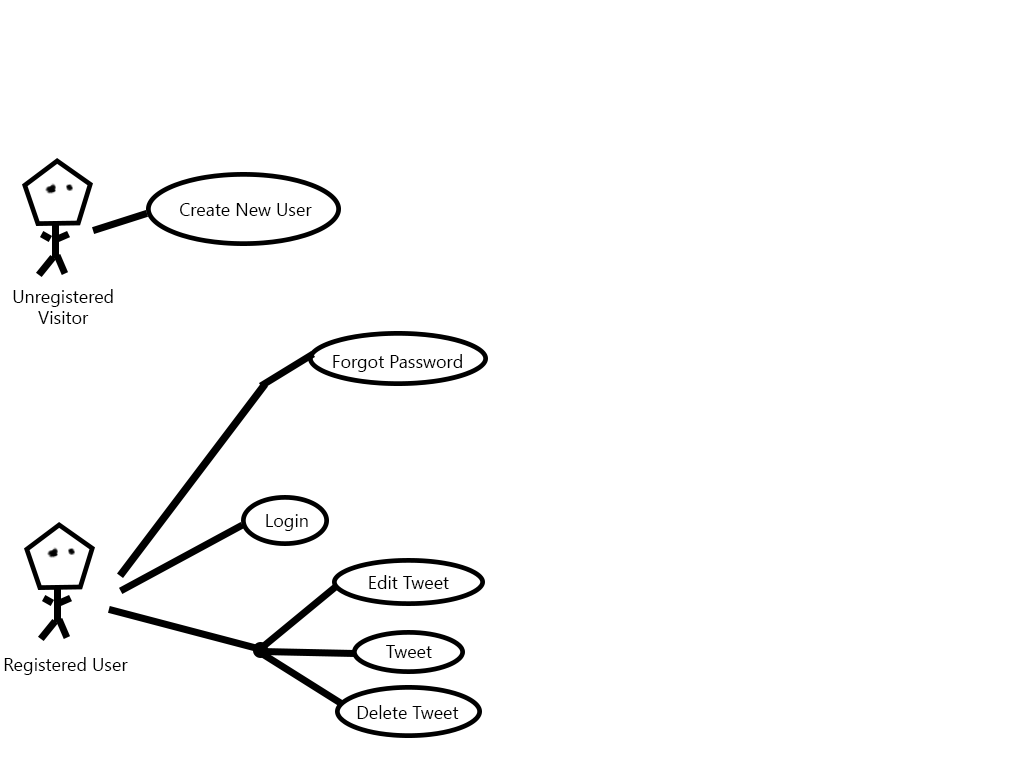 Create New User
Unregistered
Visitor
Forgot Password
Login
Edit Tweet
Tweet
Registered User
Delete Tweet